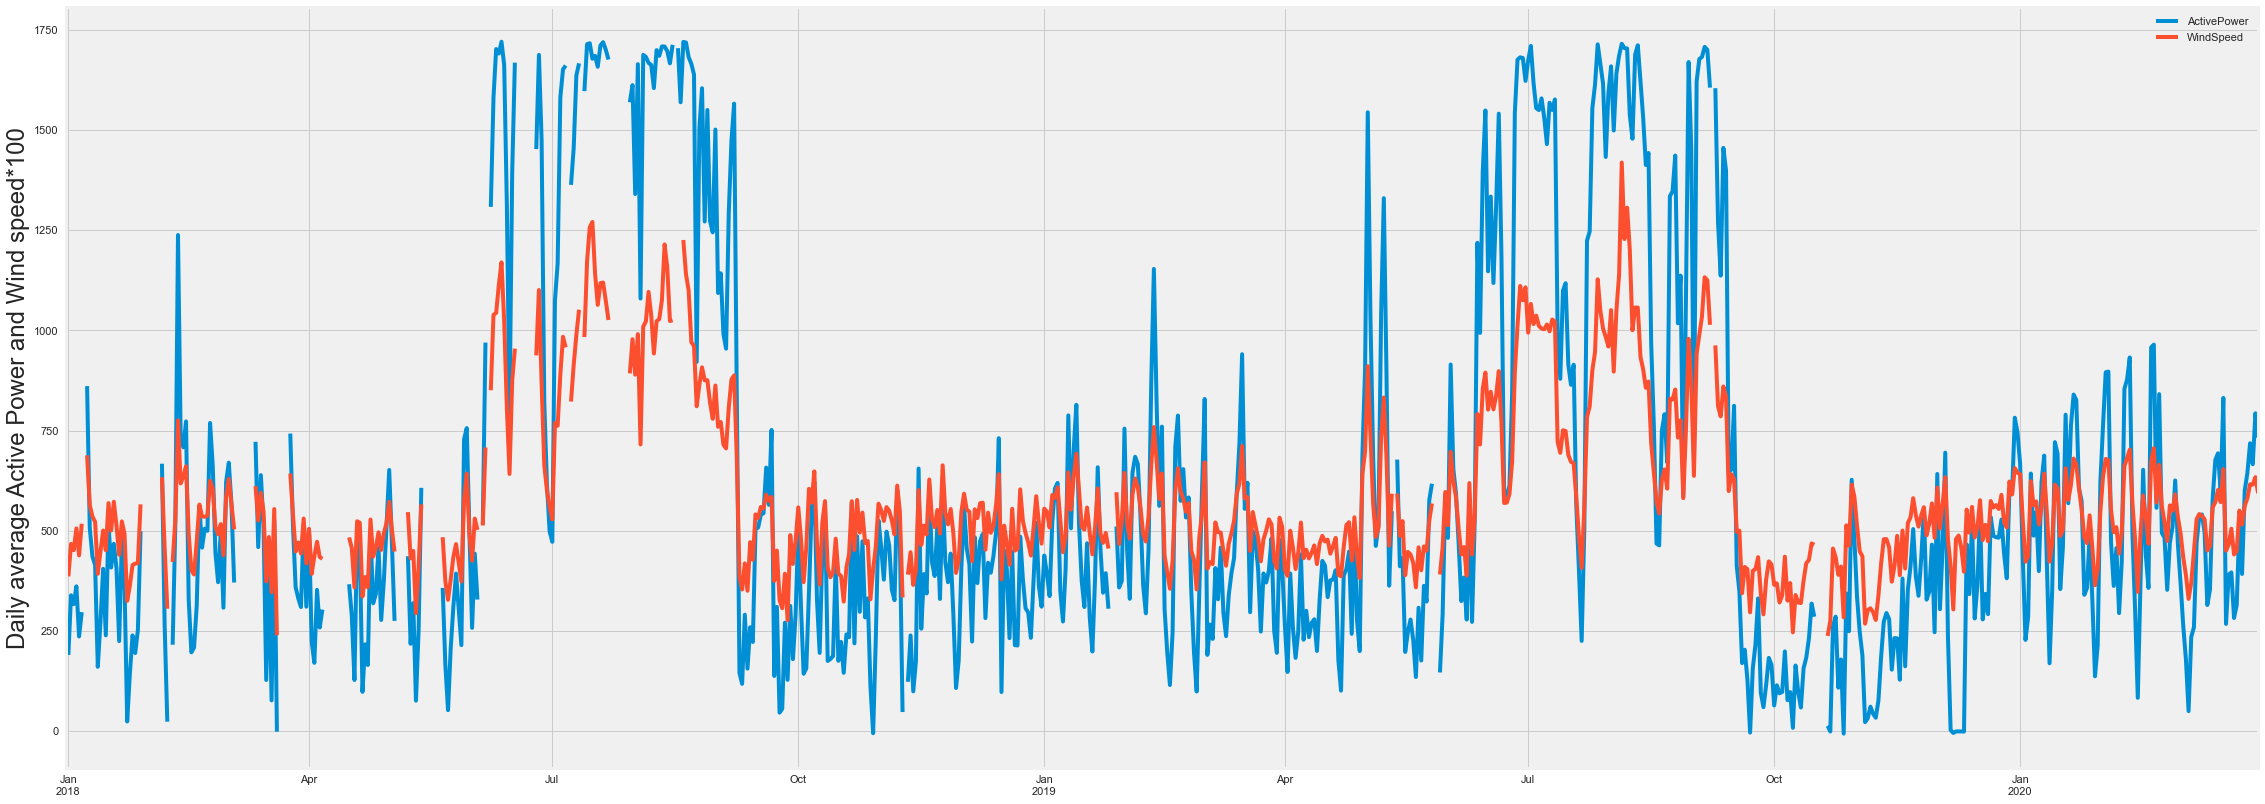 Daily average Active Power and Wind speed*100
1750
1500
1250
1000
750
500
250
0
ActivePower
WindSpeed
Jan
2018
Apr
Jul
Oct
Jan
2019
Apr
Jul
Oct
Jan
2020